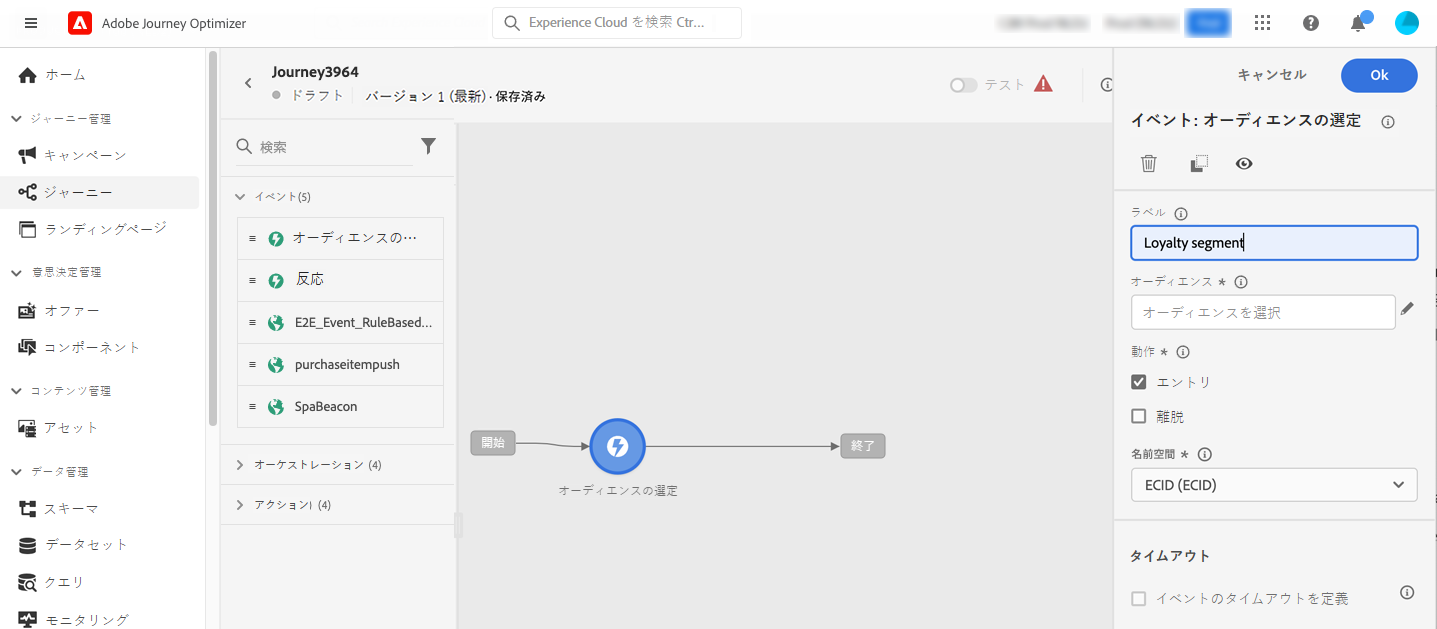 Adobe Journey Optimizer
Experience Cloud を検索 Ctr...
ホーム
ジャーニー管理
キャンペーン
ジャーニー
ランディングページ
意思決定管理
オファー
コンポーネント
コンテンツ管理
アセット
データ管理
スキーマ
データセット
クエリ
モニタリング
Journey3964
ドラフト
バージョン 1 (最新)・保存済み
テスト
検索
イベント(5)
オーディエンスの…
反応
E2E_Event_RuleBased...
purchaseitempush
SpaBeacon
オーケストレーション (4)
アクション (4)
開始
終了
オーディエンスの選定
キャンセル
Ok
イベント: オーディエンスの選定
ラベル
Loyalty segment
オーディエンス *
オーディエンスを選択
動作 *
エントリ
離脱
名前空間 *
ECID (ECID)
タイムアウト
イベントのタイムアウトを定義